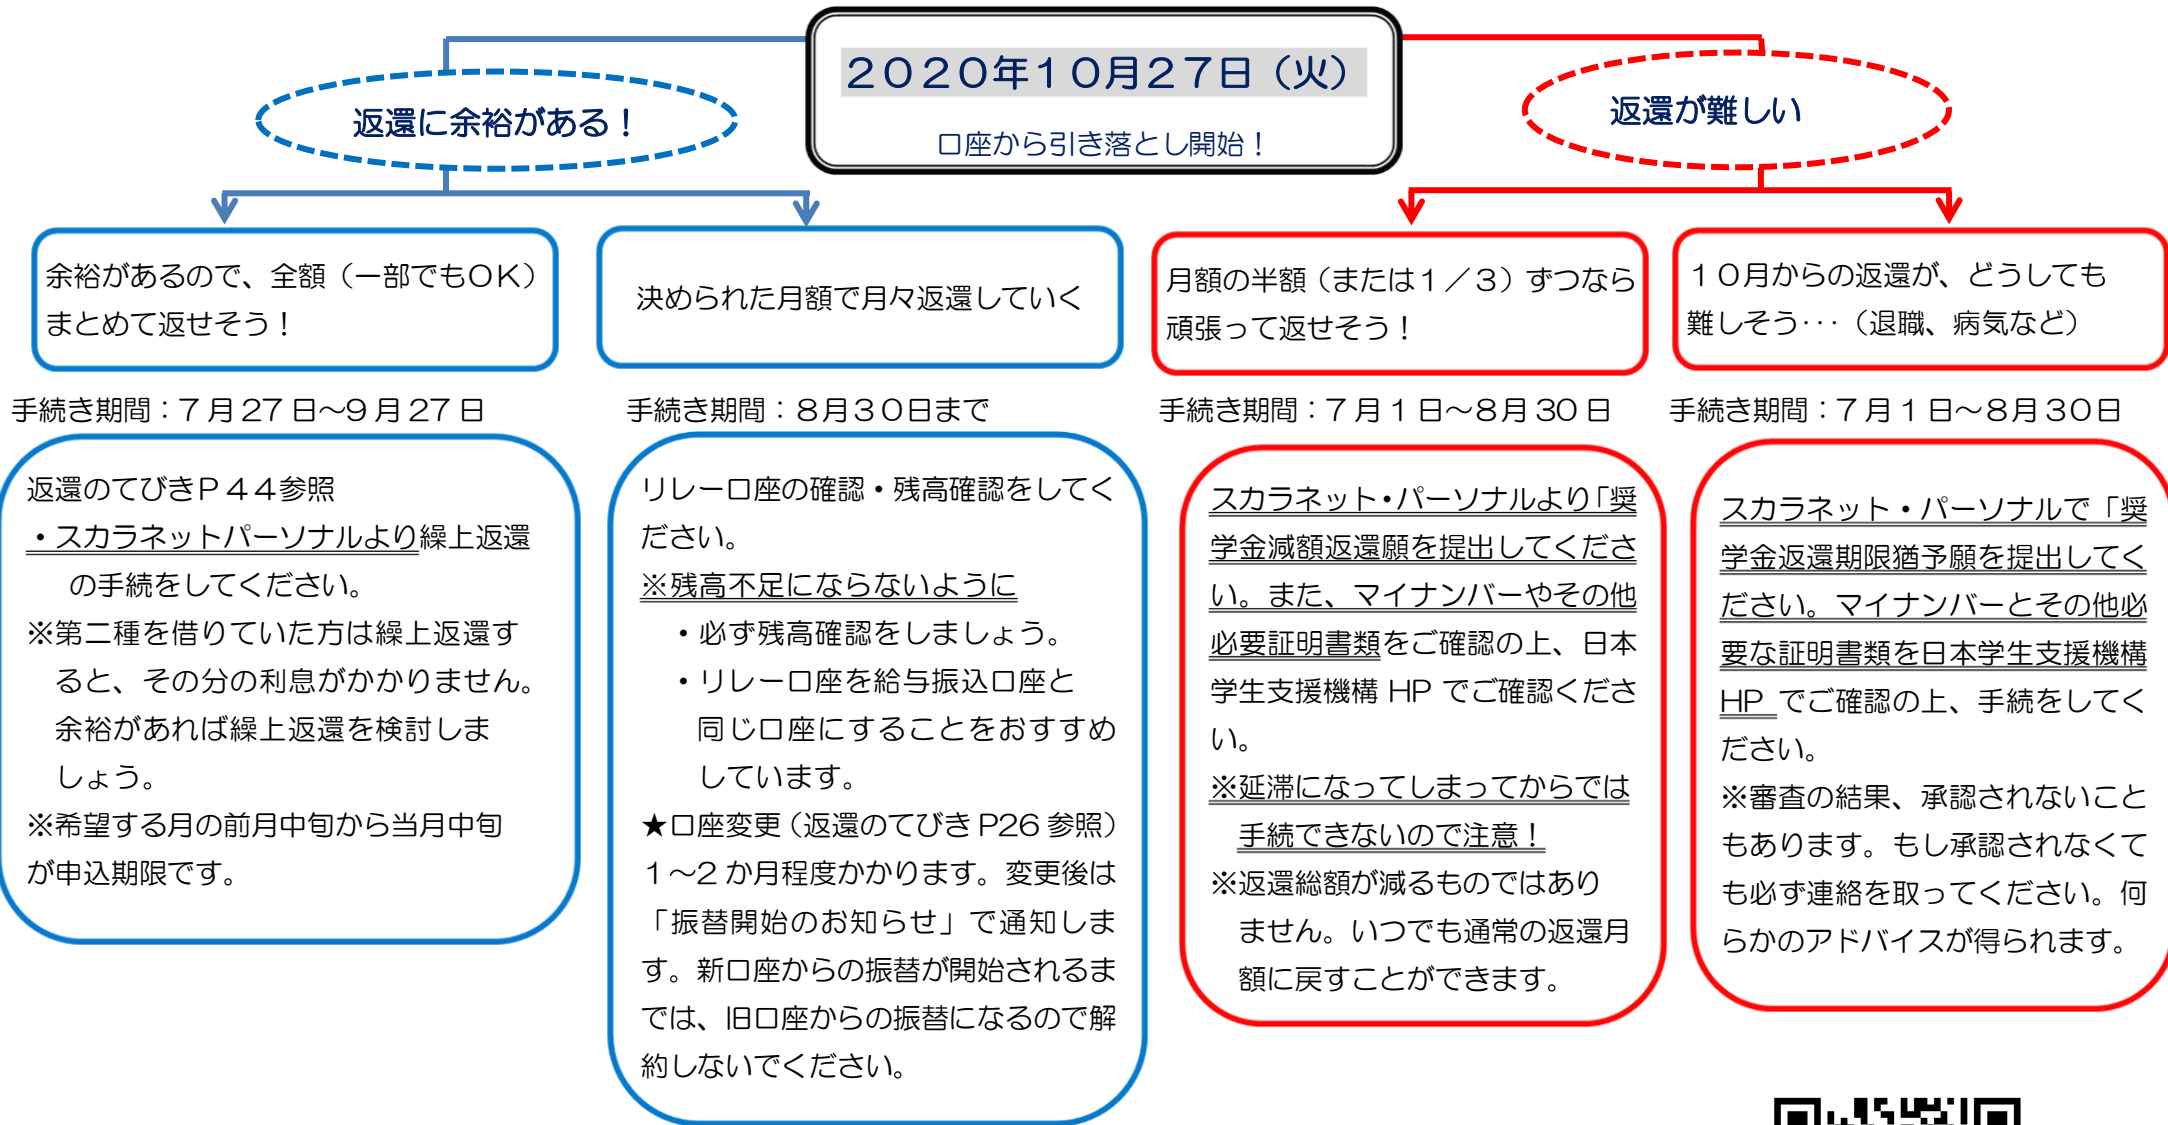 2020年10月27日（火）
口座から引き落とし開始！
返還に余裕がある！
返還が難しい
余裕があるので、全額（一部でもOK）
まとめて返せそう！
手続き期間：7月27日～9月27日
返還のてびきP44参照
・スカラネットパーソナルより繰上返還
の手続をしてください。
※第二種を借りていた方は繰上返還す
ると、その分の利息がかかりません。
余裕があれば繰上返還を検討しま
しょう。
※希望する月の前月中旬から当月中旬
が申込期限です。
決められた月額で月々返還していく
手続き期間：8月30日まで
リレー口座の確認・残高確認をしてく
ださい。
※残高不足にならないように
・必ず残高確認をしましょう。
・リレー口座を給与振込口座と
同じ口座にすることをおすすめ
しています。
★口座変更（返還のてびきP26参照）
1～2か月程度かかります。変更後は
「振替開始のお知らせ」で通知しま
す。新口座からの振替が開始されるま
では、旧口座からの振替になるので解
約しないでください。
月額の半額（または1／3）ずつなら
頑張って返せそう！
手続き期間：7月1日～8月30日
スカラネット・パーソナルより「奨
学金減額返還願を提出してくださ
い。また、マイナンバーやその他
必要証明書類をご確認の上、日本
学生支援機構HPでご確認くださ
い。
※延滞になってしまってからでは
手続できないので注意！
※返還総額が減るものではあり
ません。いつでも通常の返還月
額に戻すことができます。
10月からの返還が、どうしても
難しそう･･･（退職、病気など）
手続き期間：7月1日～8月30日
スカラネット・パーソナルで「奨
学金返還期限猶予願を提出してく
ださい。マイナンバーとその他必
要な証明書類を日本学生支援機構
HP でご確認の上、手続をしてく
ださい。
※審査の結果、承認されないこと
もあります。もし承認されなくて
も必ず連絡を取ってください。何
らかのアドバイスが得られます。